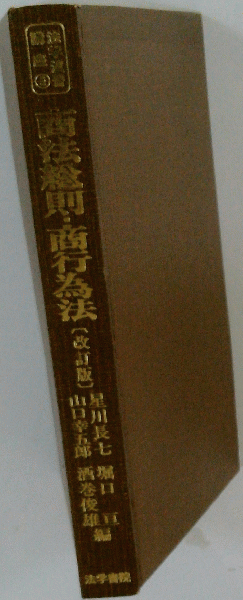 商法総則・商行為法
〔改訂版〕
星川長七 堀口亘
山口幸五郎 酒巻俊雄 編
法学書院